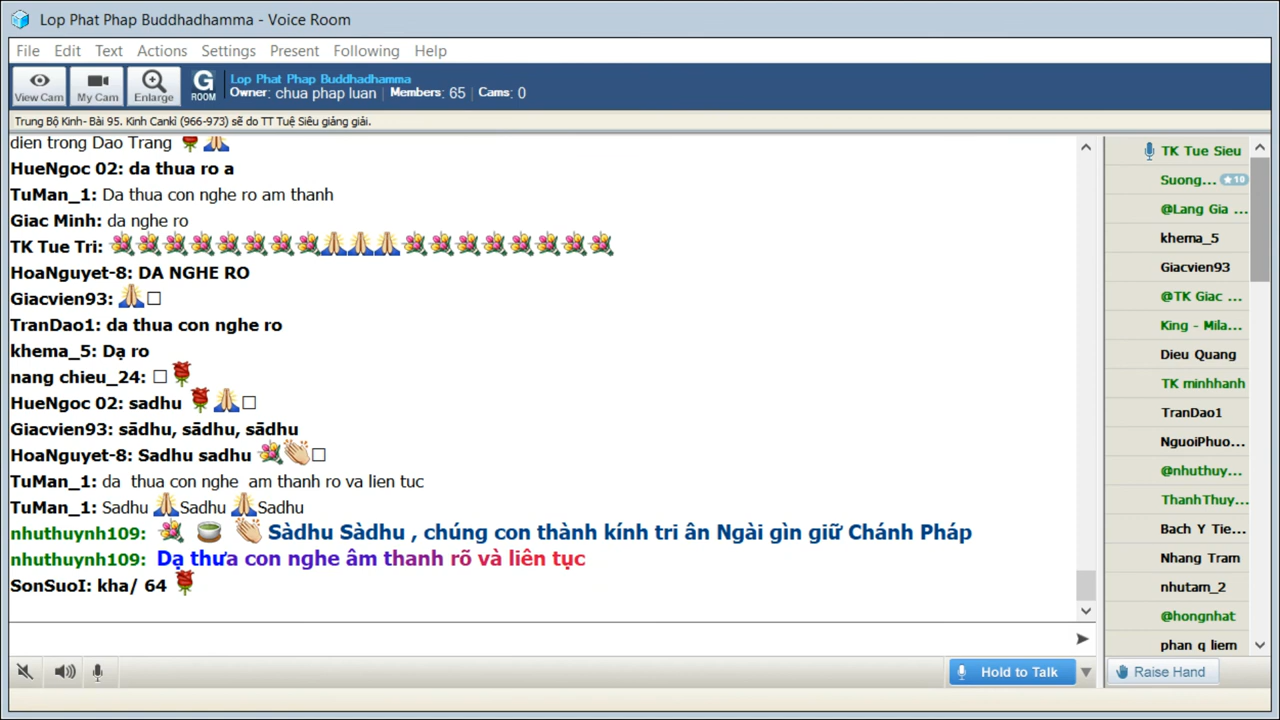 Lop Phat Phap Buddhadhamma - Voice Room
File Edit Text Actions Settings Present Following Help
View Cam My Cam Enlarge G ROOM
Lop Phat Phap Buddhadhamma
Owner: chua phap luan | Members: 65 | Cams: 0
Trung Bộ Kinh- Bài 95. Kinh Canki (966-973) sẽ do TT Tuệ Siêu giảng giải.
dien trong Dao Trang 🌹🙏
HueNgoc 02: da thua ro a
TuMan_1: Da thua con nghe ro am thanh
Giac Minh: da nghe ro
TK Tue Tri: 💐💐💐💐💐💐💐💐🙏🙏🙏💐💐💐💐💐💐💐💐
HoaNguyet-8: DA NGHE RO
Giacvien93: 🙏□
TranDao1: da thua con nghe ro
khema_5: Dạ ro
nang chieu_24: □🌹
HueNgoc 02: sadhu 🌹🙏□
Giacvien93: sādhu, sādhu, sādhu
HoaNguyet-8: Sadhu sadhu 💐👏□
TuMan_1: da  thua con nghe  am thanh ro va lien tuc
TuMan_1: Sadhu 🙏Sadhu 🙏Sadhu
nhuthuynh109: 💐 🍵 👏 Sàdhu Sàdhu , chúng con thành kính tri ân Ngài gìn giữ Chánh Pháp
nhuthuynh109: Dạ thưa con nghe âm thanh rõ và liên tục
SonSuoI: kha/ 64 🌹
TK Tue Sieu
Suong... ★10
@Lang Gia ...
khema_5
Giacvien93
@TK Giac ...
King - Mila...
Dieu Quang
TK minhhanh
TranDao1
NguoiPhuo...
@nhuthuy...
ThanhThuy...
Bach Y Tie...
Nhang Tram
nhutam_2
@hongnhat
phan q liem
Hold to Talk
Raise Hand